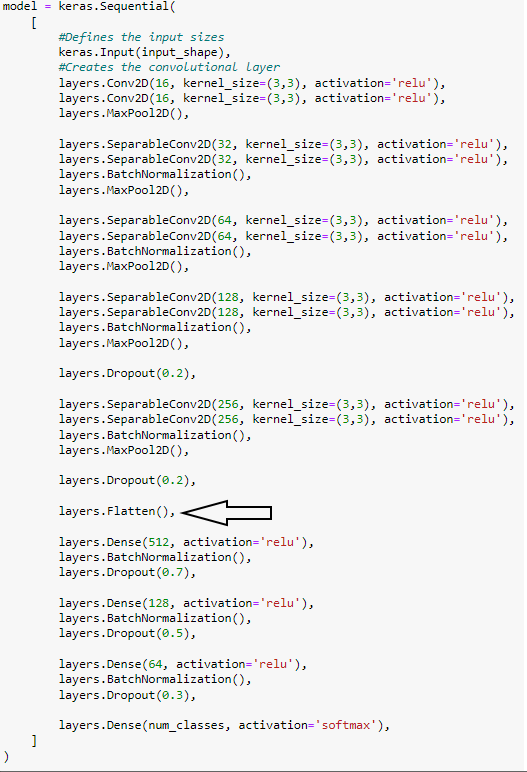 model = keras.Sequential(
[
#Defines the input sizes
keras.Input(input_shape),
#Creates the convolutional layer
layers.Conv2D(16, kernel_size=(3,3), activation='relu'),
layers.Conv2D(16, kernel_size=(3,3), activation='relu'),
layers.MaxPool2D(),
layers.SeparableConv2D(32, kernel_size=(3,3), activation='relu'),
layers.SeparableConv2D(32, kernel_size=(3,3), activation='relu'),
layers.BatchNormalization(),
layers.MaxPool2D(),
layers.SeparableConv2D(64, kernel_size=(3,3), activation='relu'),
layers.SeparableConv2D(64, kernel_size=(3,3), activation='relu'),
layers.BatchNormalization(),
layers.MaxPool2D(),
layers.SeparableConv2D(128, kernel_size=(3,3), activation='relu'),
layers.SeparableConv2D(128, kernel_size=(3,3), activation='relu'),
layers.BatchNormalization(),
layers.MaxPool2D(),
layers.Dropout(0.2),
layers.SeparableConv2D(256, kernel_size=(3,3), activation='relu'),
layers.SeparableConv2D(256, kernel_size=(3,3), activation='relu'),
layers.BatchNormalization(),
layers.MaxPool2D(),
layers.Dropout(0.2),
layers.Flatten(),
layers.Dense(512, activation='relu'),
layers.BatchNormalization(),
layers.Dropout(0.7),
layers.Dense(128, activation='relu'),
layers.BatchNormalization(),
layers.Dropout(0.5),
layers.Dense(64, activation='relu'),
layers.BatchNormalization(),
layers.Dropout(0.3),
layers.Dense(num_classes, activation='softmax'),
]
)